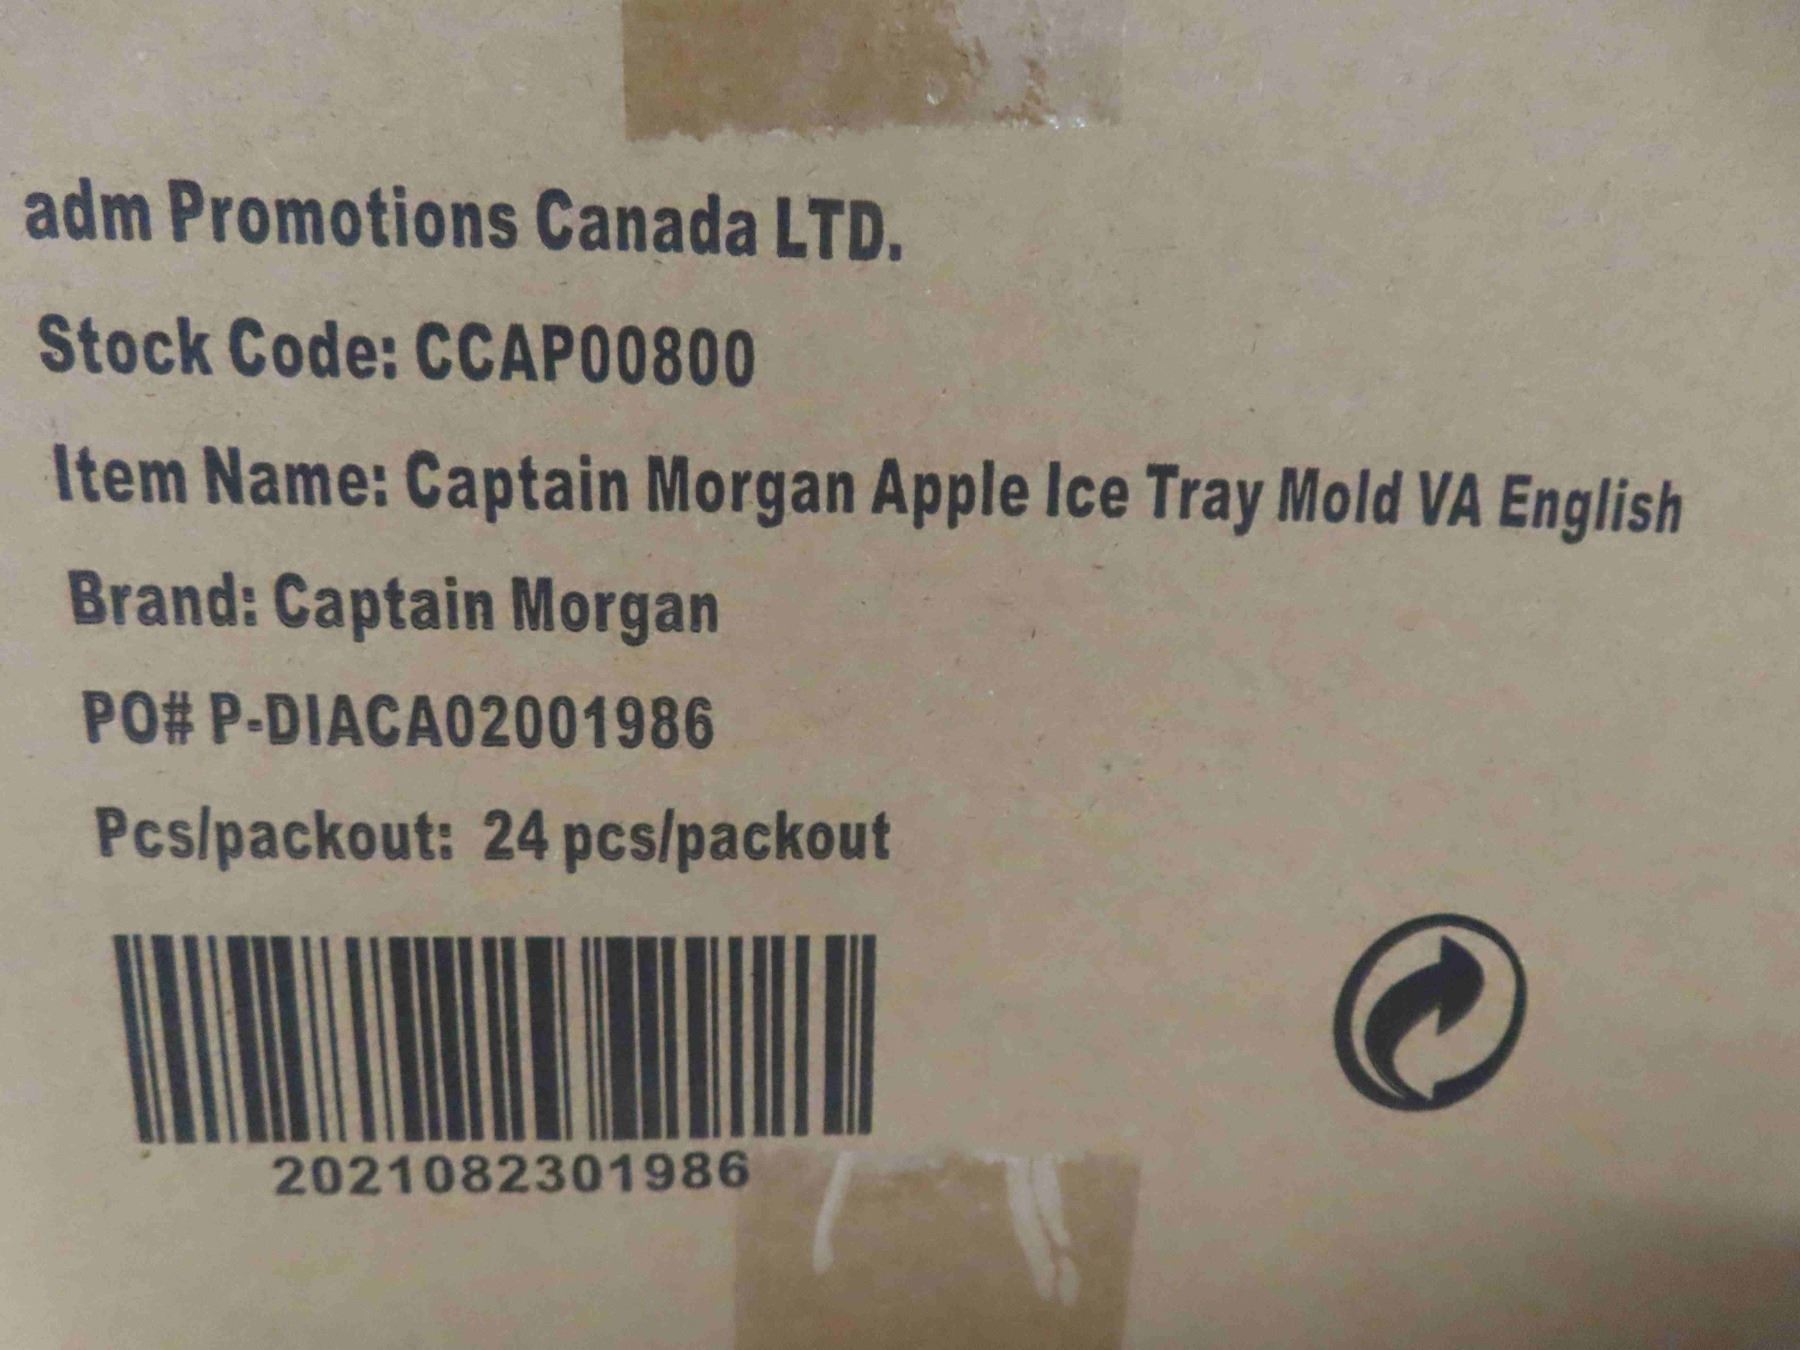 adm Promotions Canada LTD.
Stock Code: CCAP00800
Item Name: Captain Morgan Apple Ice Tray Mold VA English
Brand: Captain Morgan
PO# P-DIACA02001986
Pcs/packout: 24 pcs/packout
2021082301986